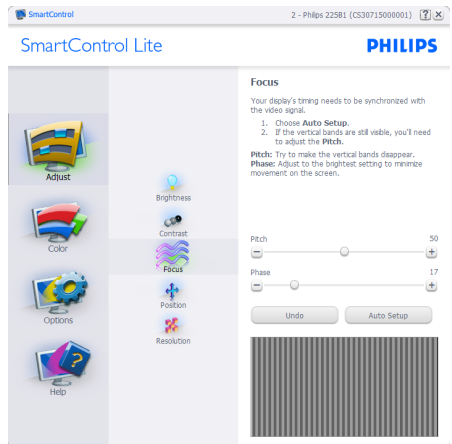 SmartControl
2 - Philips 225B1 (CS30715000001)
?
SmartControl Lite
PHILIPS
Adjust
Color
Options
Help
Brightness
Contrast
Focus
Position
Resolution
Focus
Your display's timing needs to be synchronized with
the video signal.
1. Choose Auto Setup.
2. If the vertical bands are still visible, you'll need
to adjust the Pitch.
Pitch: Try to make the vertical bands disappear.
Phase: Adjust to the brightest setting to minimize
movement on the screen.
Pitch 50
Phase 17
Undo Auto Setup